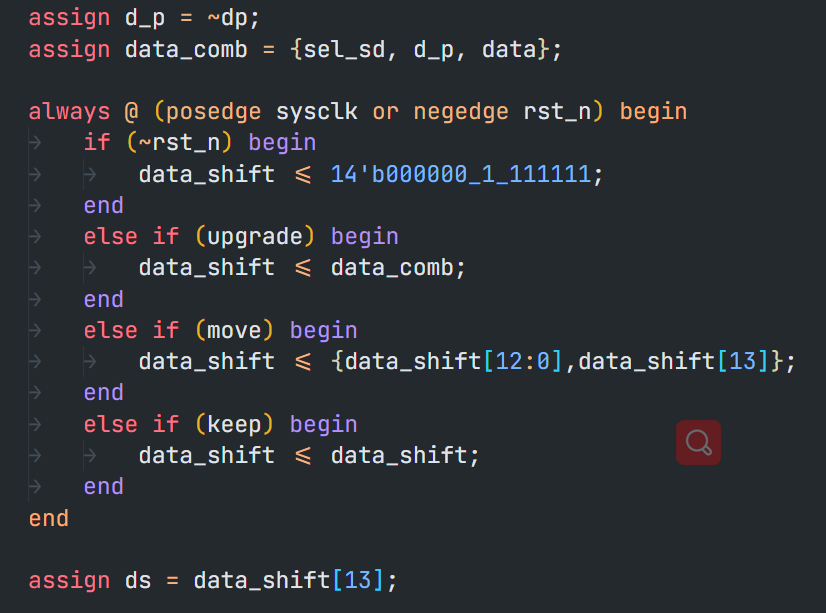 assign d_p = ~dp;
assign data_comb = {sel_sd, d_p, data};
always @ (posedge sysclk or negedge rst_n) begin
if (~rst_n) begin
data_shift <= 14'b000000_1_111111;
end
else if (upgrade) begin
data_shift <= data_comb;
end
else if (move) begin
data_shift <= {data_shift[12:0],data_shift[13]};
end
else if (keep) begin
data_shift <= data_shift;
end
end
assign ds = data_shift[13];